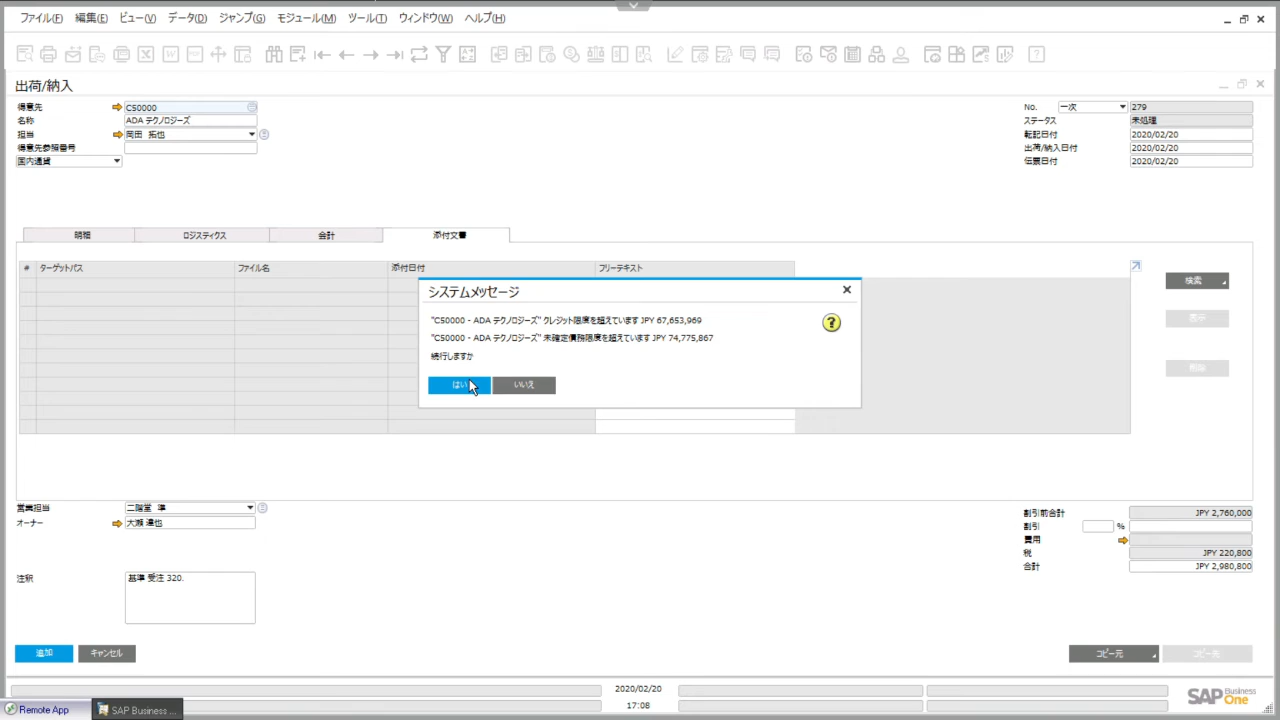 ファイル(F) 編集(E) ビュー(V) データ(D) ジャンプ(G) モジュール(M) ツール(T) ウィンドウ(W) ヘルプ(H)
出荷/納入
得意先 C50000
名称 ADA テクノロジーズ
担当 岡田 拓也
得意先参照番号
国内通貨
No. 一次 279
ステータス 未処理
転記日付 2020/02/20
出荷/納入日付 2020/02/20
伝票日付 2020/02/20
明細 ロジスティクス 会計 添付文書
# ターゲットパス ファイル名 添付日付 フリーテキスト
検索
表示
削除
システムメッセージ
"C50000 - ADA テクノロジーズ" クレジット限度を超えています JPY 67,653,969
"C50000 - ADA テクノロジーズ" 未確定債務限度を超えています JPY 74,775,867
続行しますか
はい いいえ
営業担当 二階堂 準
オーナー 大瀬 達也
注釈 基準 受注 320.
割引前合計 JPY 2,760,000
割引 %
費用
税 JPY 220,800
合計 JPY 2,980,800
追加 キャンセル
コピー元 コピー先
2020/02/20
17:08
SAP Business One
Remote App SAP Business ...